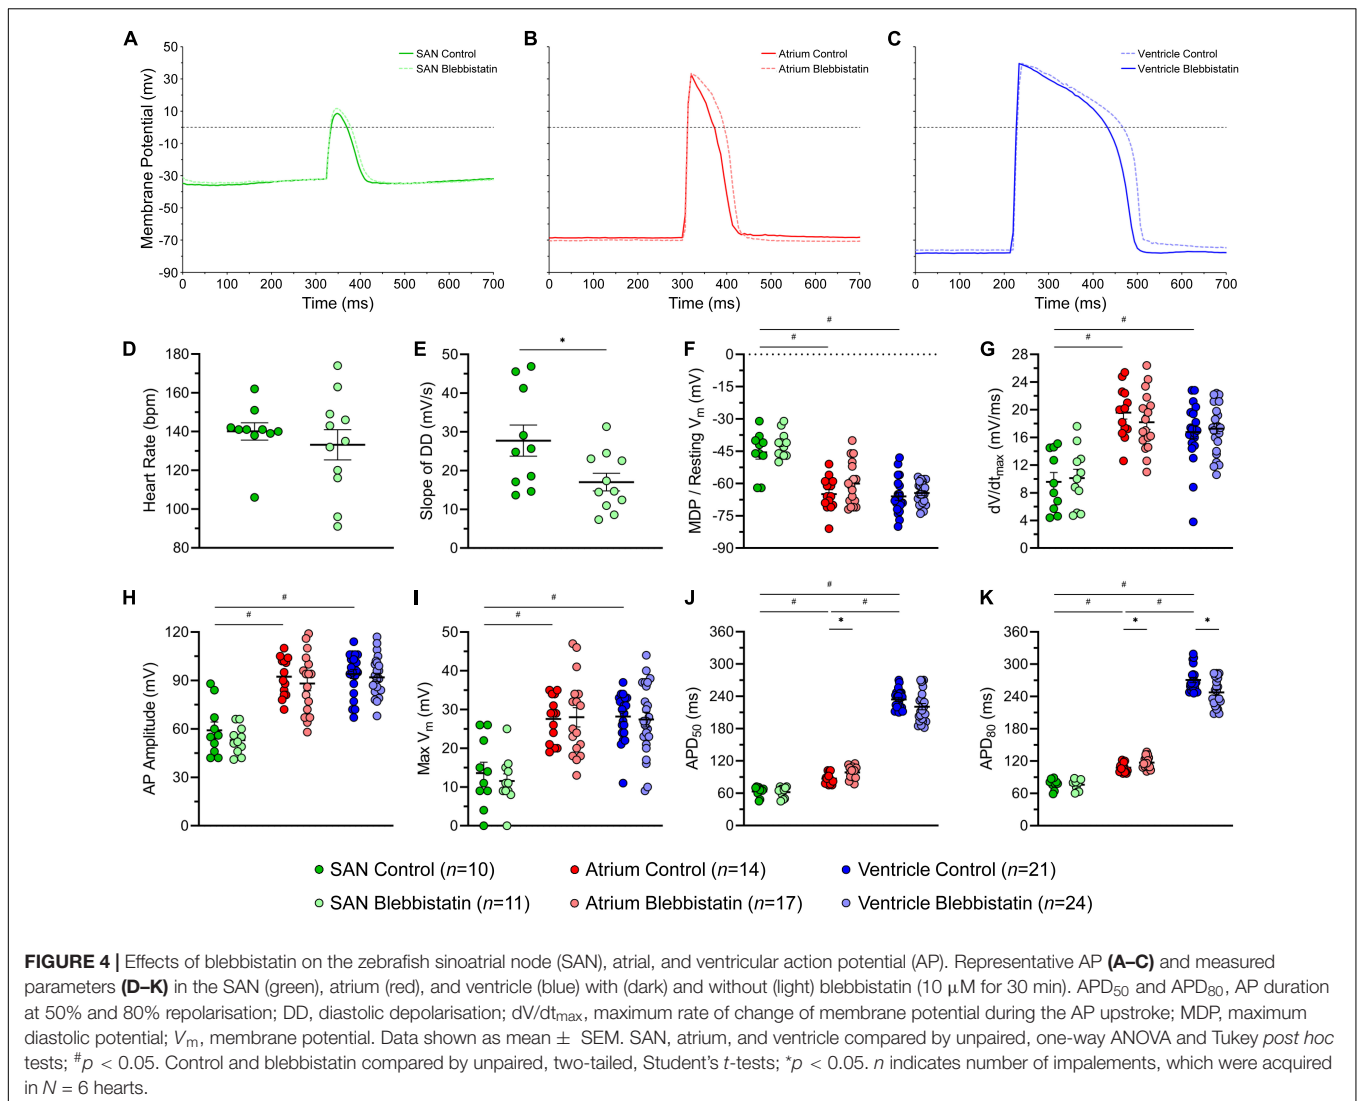 A
B
C
SAN Control
SAN Blebbistatin
Atrium Control
Atrium Blebbistatin
Ventricle Control
Ventricle Blebbistatin
Membrane Potential (mv)
50
30
10
-10
-30
-50
-70
-90
0 100 200 300 400 500 600 700
0 100 200 300 400 500 600 700
0 100 200 300 400 500 600 700
Time (ms)
Time (ms)
Time (ms)
D
Heart Rate (bpm)
180
160
140
120
100
80
E
Slope of DD (mV/s)
50
40
30
20
10
0
*
F
MDP / Resting Vm (mV)
0
-15
-30
-45
-60
-75
-90
#
#
G
dV/dtmax (mV/ms)
28
24
20
16
12
8
4
0
#
#
H
AP Amplitude (mV)
120
90
60
30
0
#
#
I
Max Vm (mV)
50
40
30
20
10
0
#
#
J
APD50 (ms)
360
300
240
180
120
60
0
#
# #
*
K
APD80 (ms)
360
300
240
180
120
60
0
#
# #
* *
SAN Control (n=10)
Atrium Control (n=14)
Ventricle Control (n=21)
SAN Blebbistatin (n=11)
Atrium Blebbistatin (n=17)
Ventricle Blebbistatin (n=24)
FIGURE 4 | Effects of blebbistatin on the zebrafish sinoatrial node (SAN), atrial, and ventricular action potential (AP). Representative AP (A–C) and measured
parameters (D–K) in the SAN (green), atrium (red), and ventricle (blue) with (dark) and without (light) blebbistatin (10 μM for 30 min). APD50 and APD80, AP duration
at 50% and 80% repolarisation; DD, diastolic depolarisation; dV/dtmax, maximum rate of change of membrane potential during the AP upstroke; MDP, maximum
diastolic potential; Vm, membrane potential. Data shown as mean ± SEM. SAN, atrium, and ventricle compared by unpaired, one-way ANOVA and Tukey post hoc
tests; #p < 0.05. Control and blebbistatin compared by unpaired, two-tailed, Student's t-tests; *p < 0.05. n indicates number of impalements, which were acquired
in N = 6 hearts.